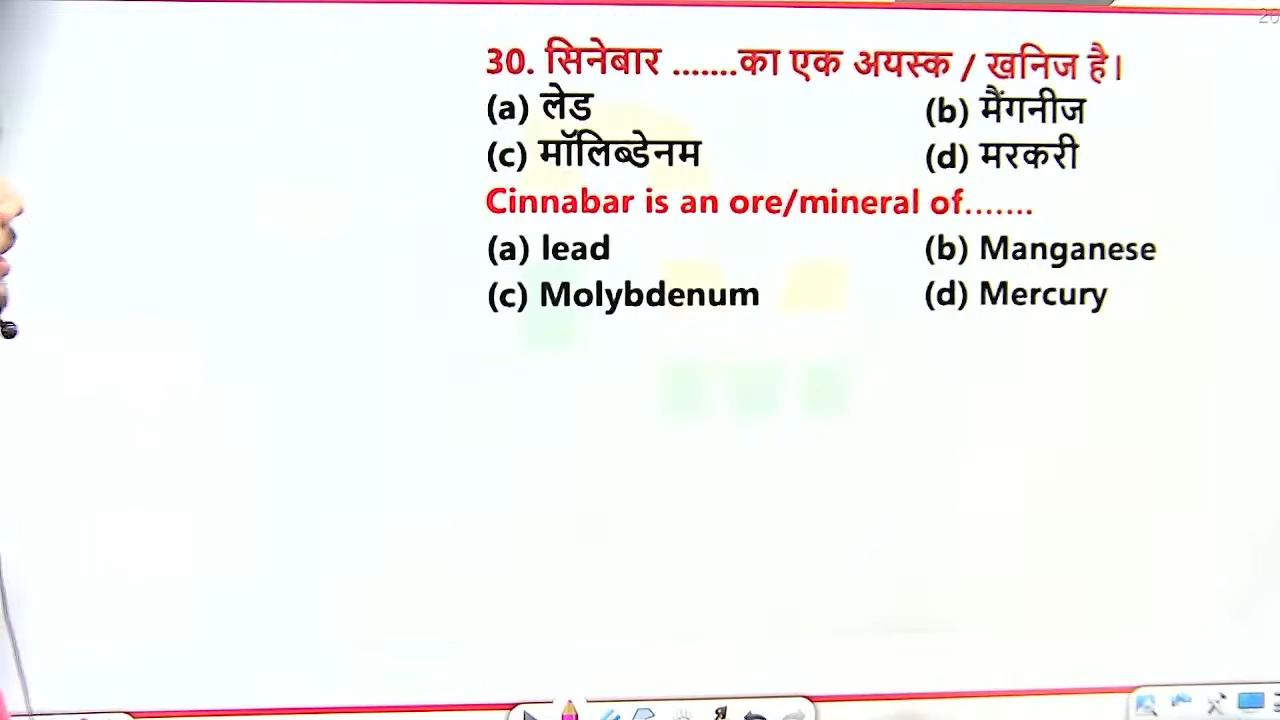 30. सिनेबार .......का एक अयस्क / खनिज है।
(a) लेड (b) मैंगनीज
(c) मॉलिब्डेनम (d) मरकरी
Cinnabar is an ore/mineral of.......
(a) lead (b) Manganese
(c) Molybdenum (d) Mercury